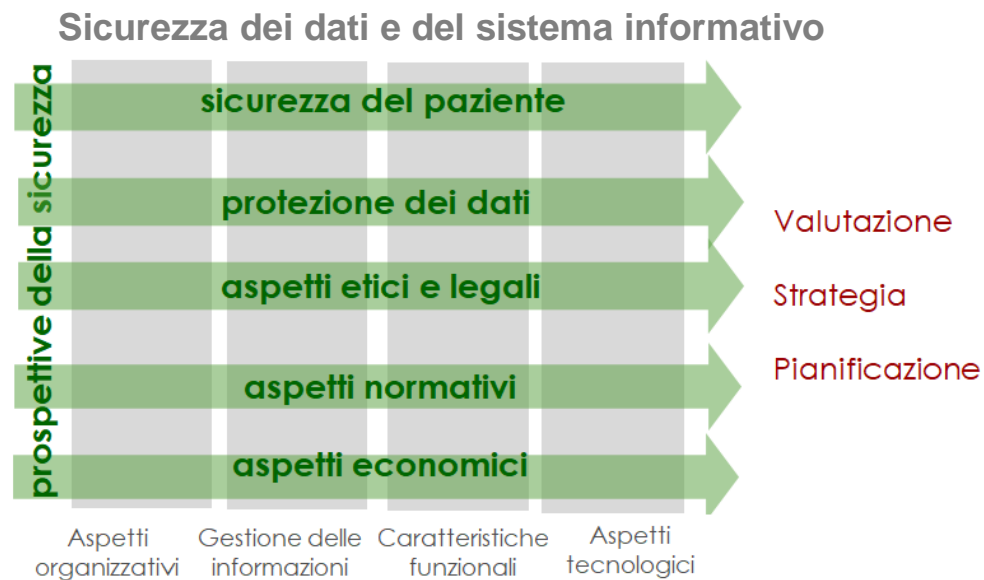 Sicurezza dei dati e del sistema informativo
prospettive della sicurezza
sicurezza del paziente
protezione dei dati
aspetti etici e legali
aspetti normativi
aspetti economici
Valutazione
Strategia
Pianificazione
Aspetti
organizzativi
Gestione delle
informazioni
Caratteristiche
funzionali
Aspetti
tecnologici